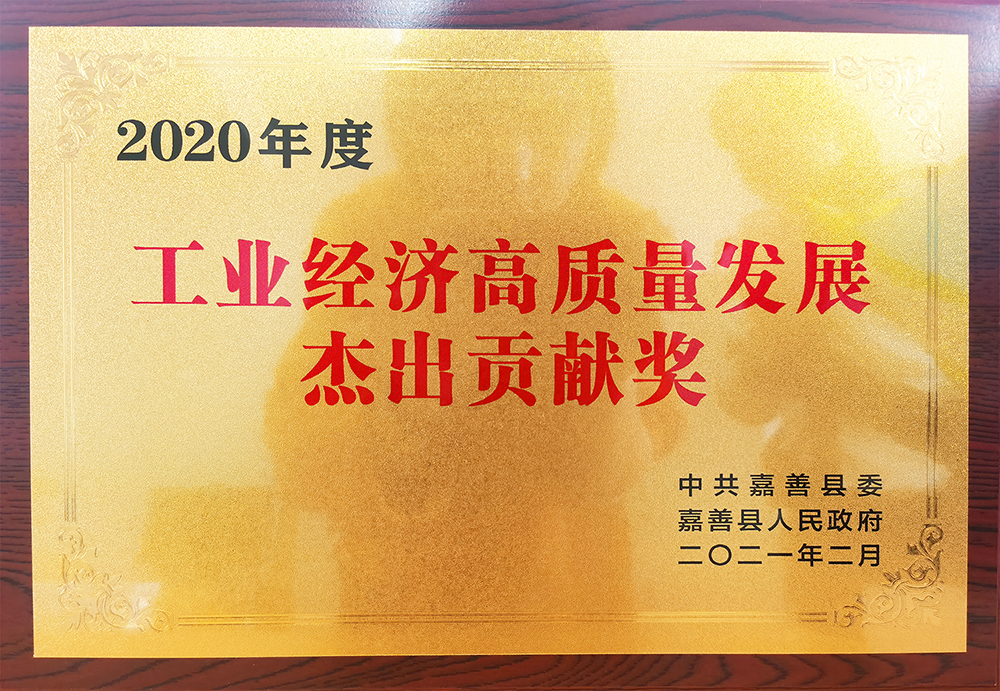 2020年度
工业经济高质量发展
杰出贡献奖
中共嘉善县委
嘉善县人民政府
二〇二一年二月